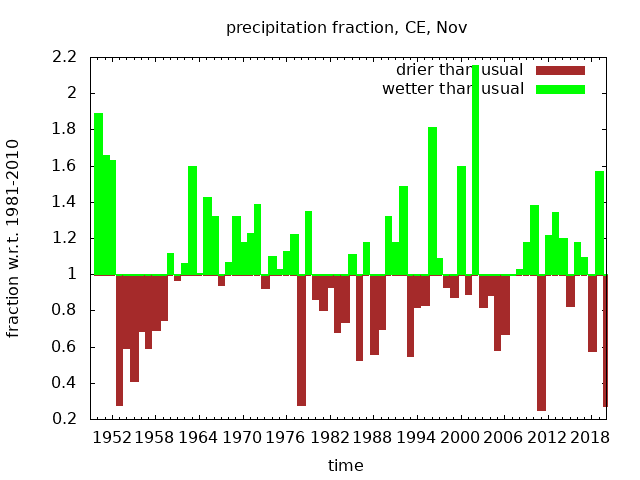 precipitation fraction, CE, Nov
drier than usual
wetter than usual
fraction w.r.t. 1981-2010
2.2
2
1.8
1.6
1.4
1.2
1
0.8
0.6
0.4
0.2
1952 1958 1964 1970 1976 1982 1988 1994 2000 2006 2012 2018
time